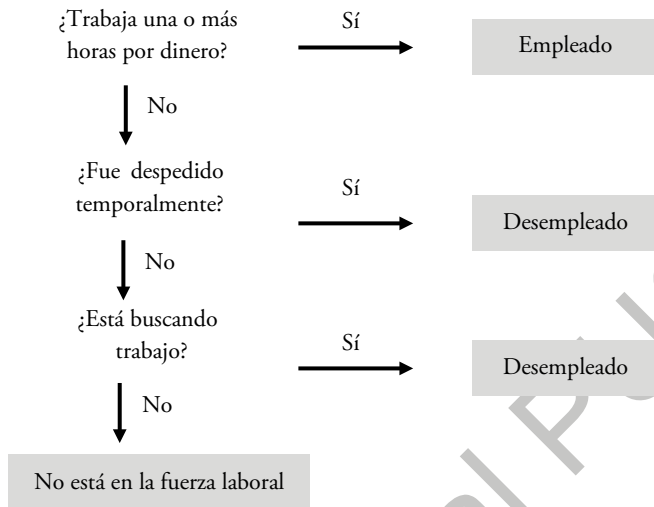 ¿Trabaja una o más
horas por dinero?
Sí
Empleado
No
¿Fue despedido
temporalmente?
Sí
Desempleado
No
¿Está buscando
trabajo?
Sí
Desempleado
No
No está en la fuerza laboral